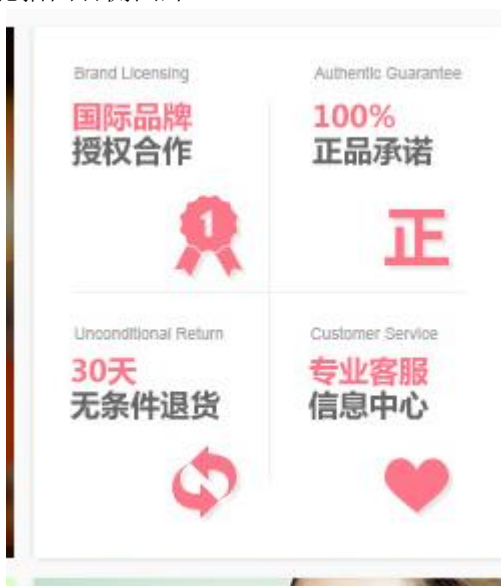 Brand Licensing
国际品牌
授权合作
1
Authentic Guarantee
100%
正品承诺
正
Unconditional Return
30天
无条件退货
Customer Service
专业客服
信息中心